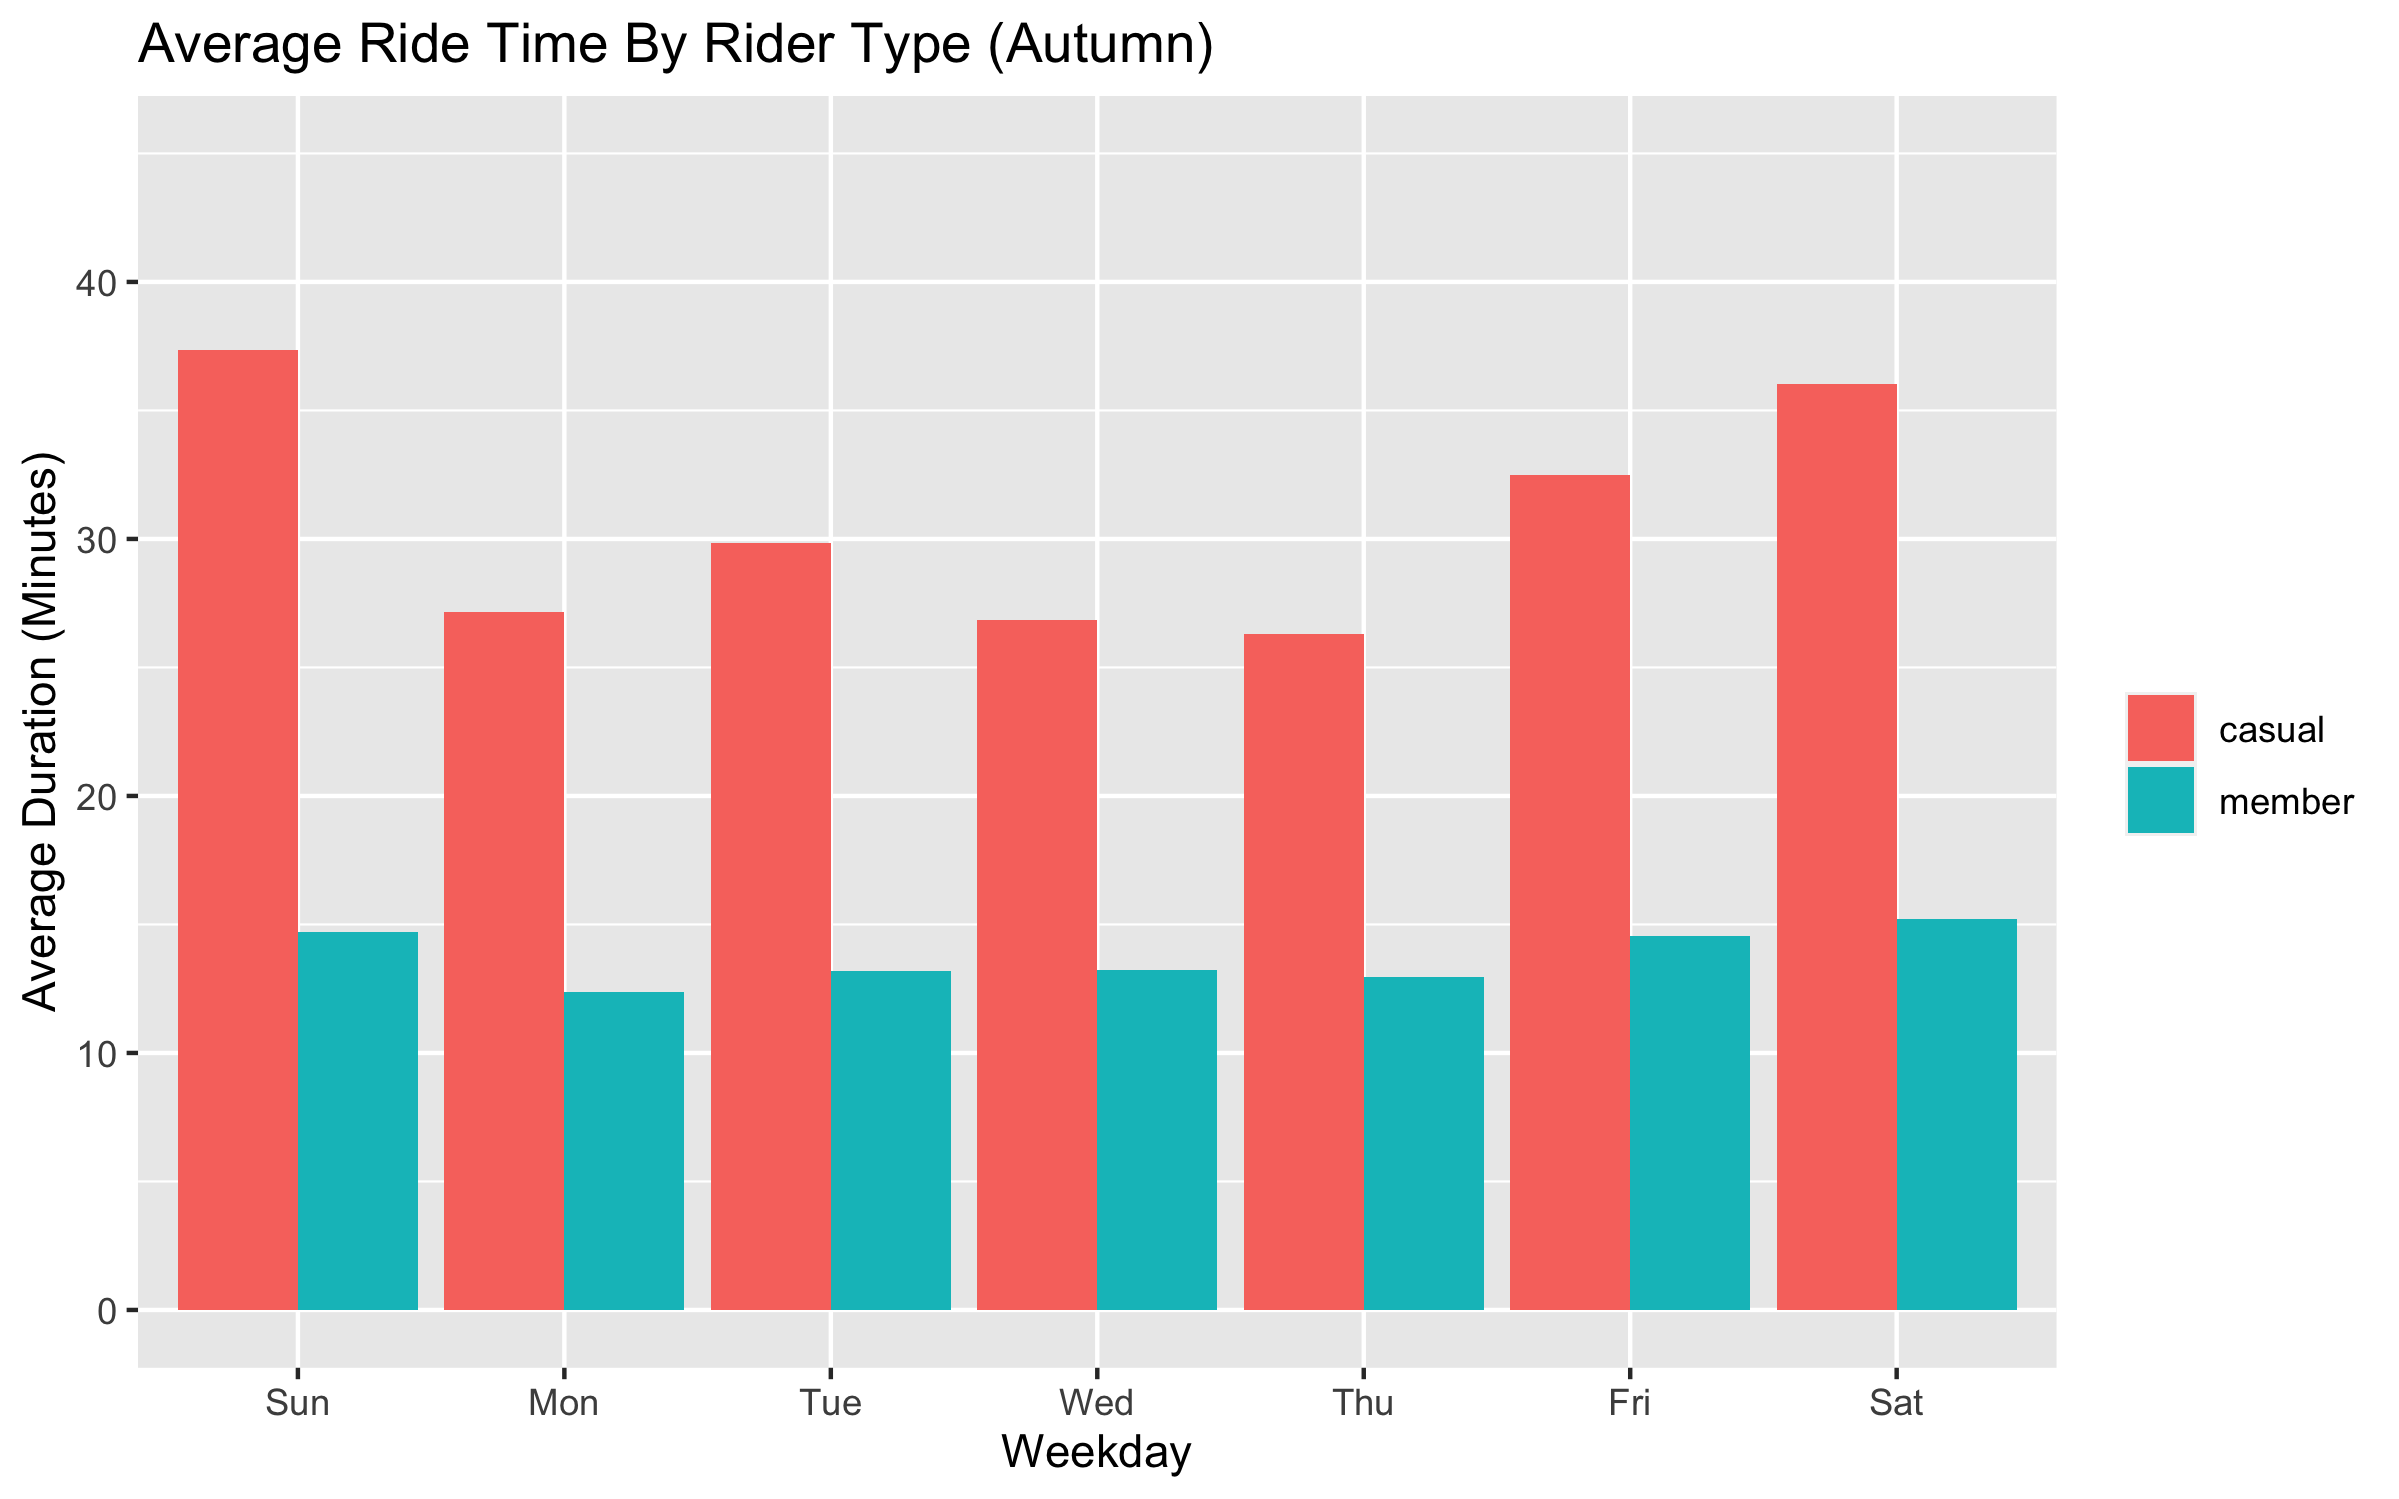 Average Ride Time By Rider Type (Autumn)
Average Duration (Minutes)
40
30
20
10
0
Sun Mon Tue Wed Thu Fri Sat
Weekday
casual
member